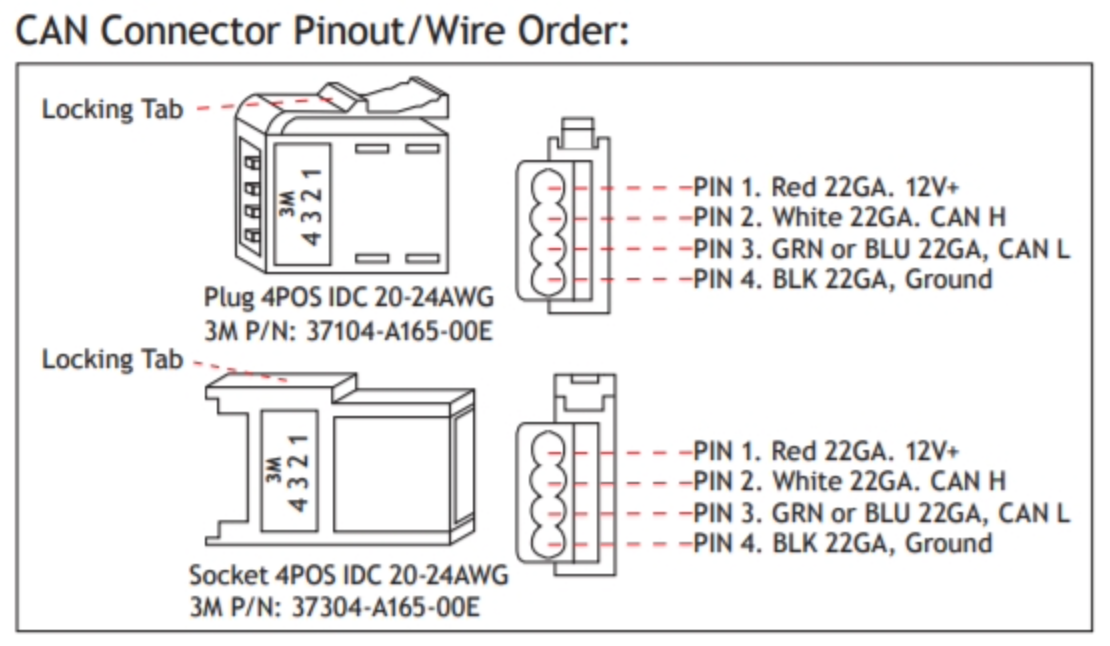 CAN Connector Pinout/Wire Order:
Locking Tab
3M
4 3 2 1
PIN 1. Red 22GA. 12V+
PIN 2. White 22GA. CAN H
PIN 3. GRN or BLU 22GA, CAN L
PIN 4. BLK 22GA, Ground
Plug 4POS IDC 20-24AWG
3M P/N: 37104-A165-00E
Locking Tab
3M
4 3 2 1
PIN 1. Red 22GA. 12V+
PIN 2. White 22GA. CAN H
PIN 3. GRN or BLU 22GA, CAN L
PIN 4. BLK 22GA, Ground
Socket 4POS IDC 20-24AWG
3M P/N: 37304-A165-00E